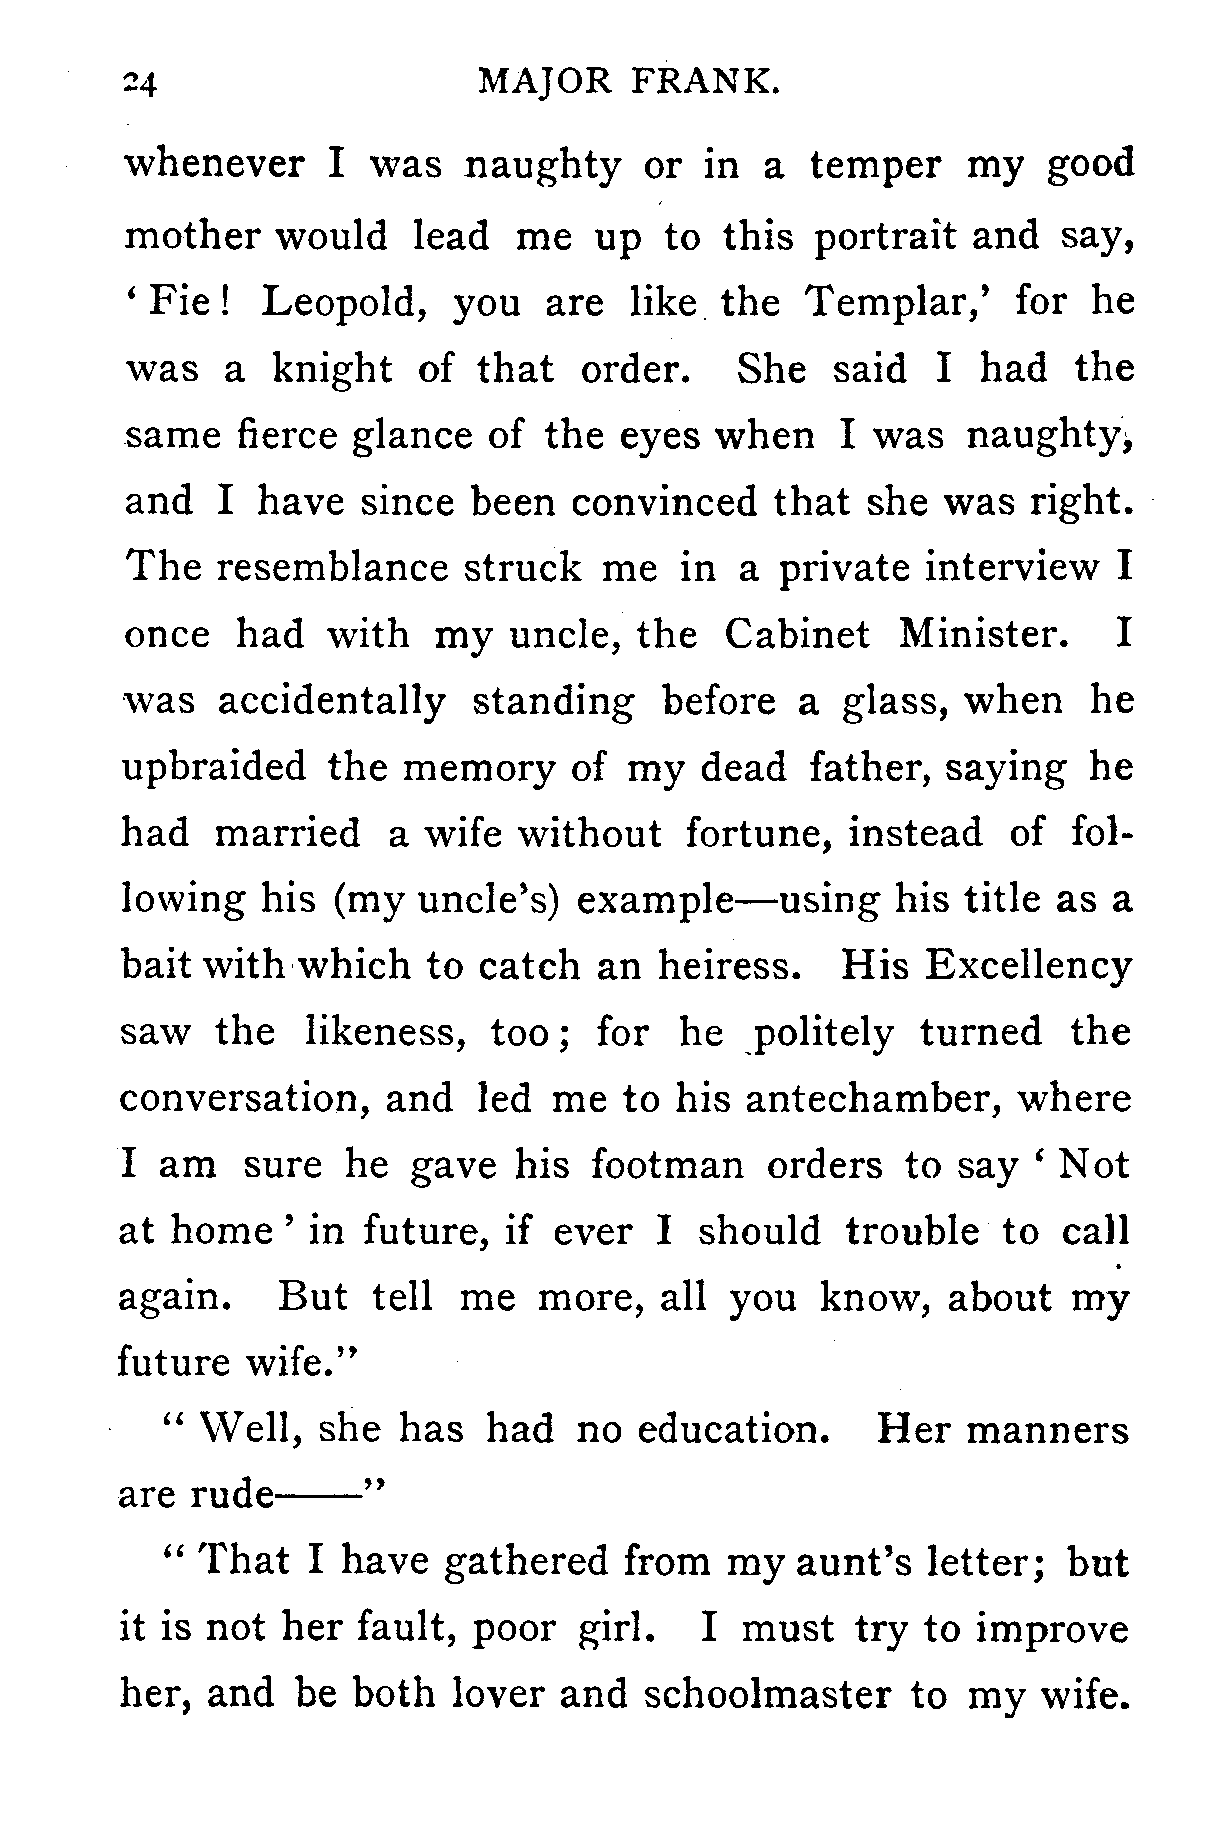 24 MAJOR FRANK.
whenever I was naughty or in a temper my good
mother would lead me up to this portrait and say,
‘ Fie ! Leopold, you are like the Templar,’ for he
was a knight of that order. She said I had the
same fierce glance of the eyes when I was naughty,
and I have since been convinced that she was right.
The resemblance struck me in a private interview I
once had with my uncle, the Cabinet Minister. I
was accidentally standing before a glass, when he
upbraided the memory of my dead father, saying he
had married a wife without fortune, instead of fol-
lowing his (my uncle’s) example—using his title as a
bait with which to catch an heiress. His Excellency
saw the likeness, too ; for he politely turned the
conversation, and led me to his antechamber, where
I am sure he gave his footman orders to say ‘ Not
at home ’ in future, if ever I should trouble to call
again. But tell me more, all you know, about my
future wife.”
“ Well, she has had no education. Her manners
are rude——”
“ That I have gathered from my aunt’s letter; but
it is not her fault, poor girl. I must try to improve
her, and be both lover and schoolmaster to my wife.